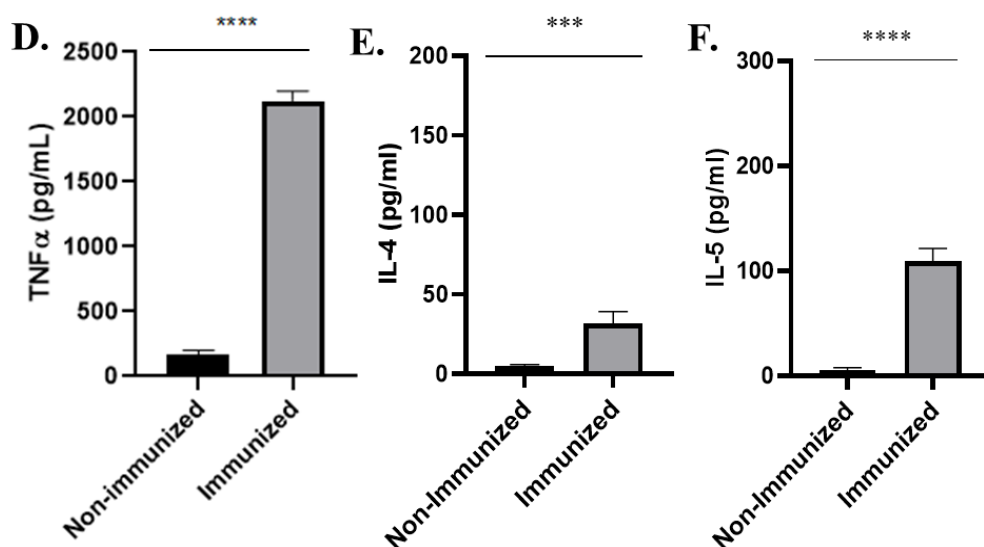 D.
****
TNFα (pg/mL)
2500
2000
1500
1000
500
0
Non-immunized
Immunized
E.
***
IL-4 (pg/ml)
200
150
100
50
0
Non-Immunized
Immunized
F.
****
IL-5 (pg/ml)
300
200
100
0
Non-Immunized
Immunized